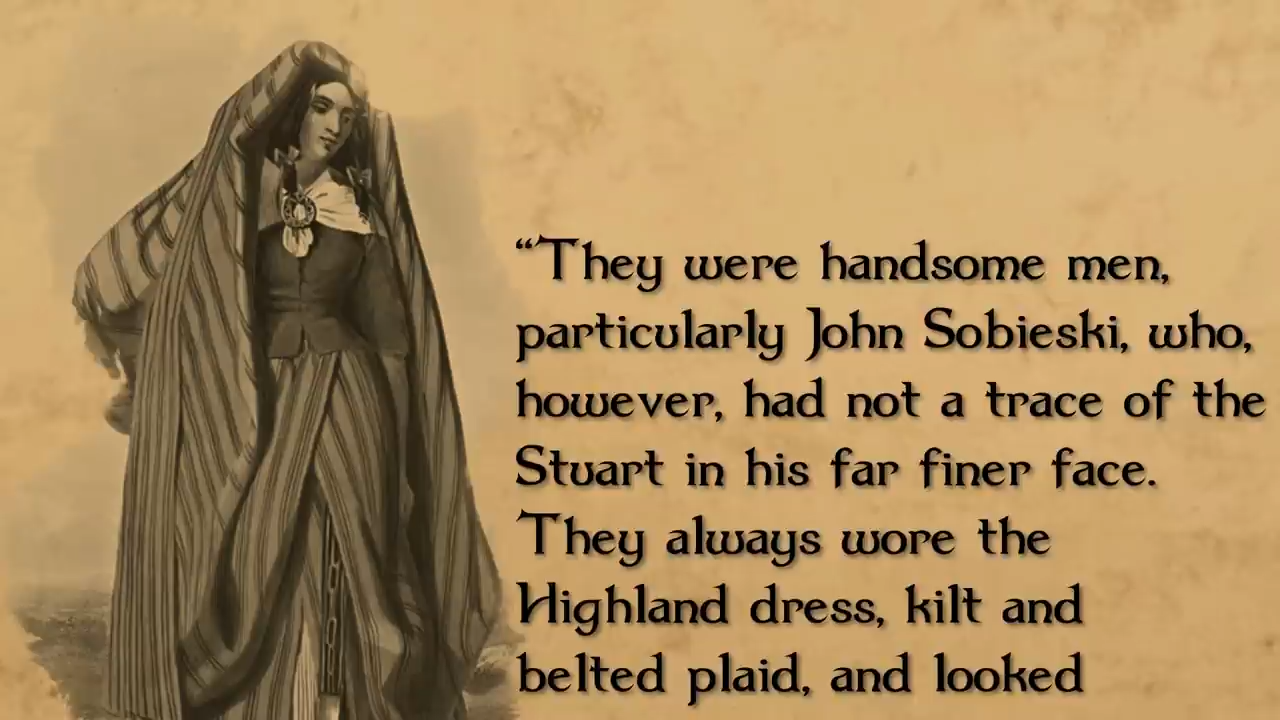 “They were handsome men,
particularly John Sobieski, who,
however, had not a trace of the
Stuart in his far finer face.
They always wore the
Highland dress, kilt and
belted plaid, and looked